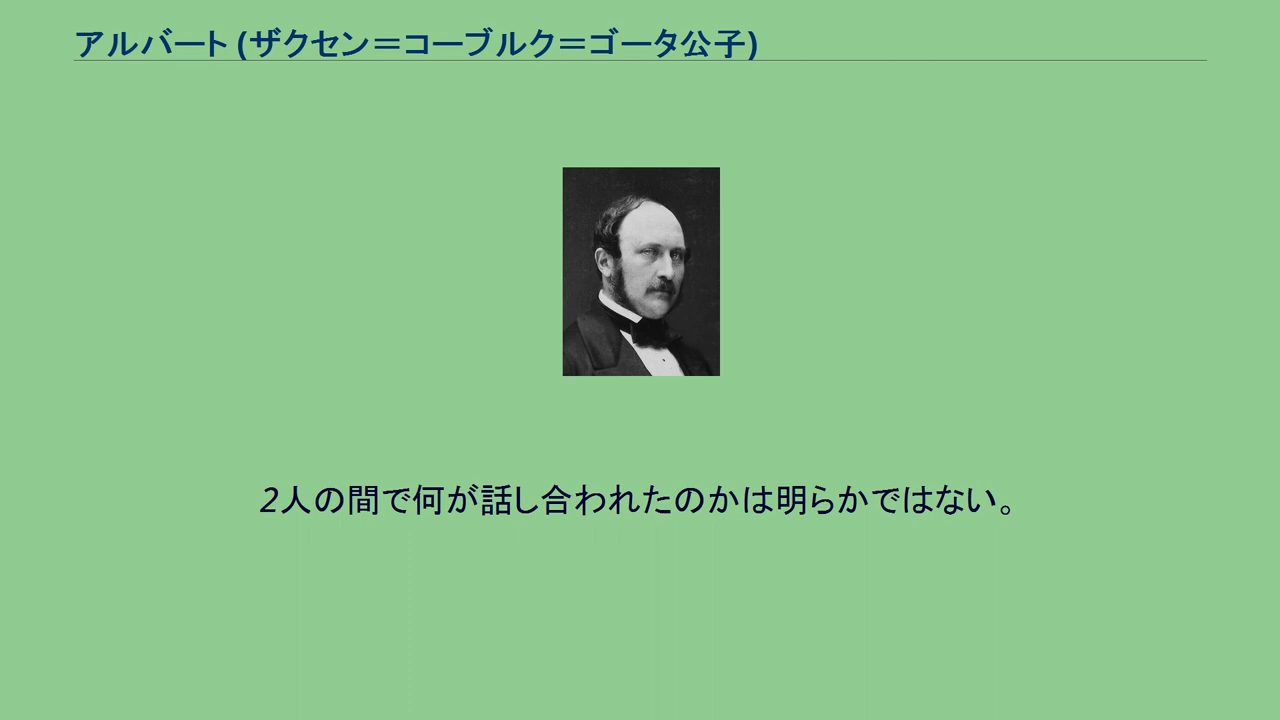 アルバート (ザクセン＝コーブルク＝ゴータ公子)
2人の間で何が話し合われたのかは明らかではない。